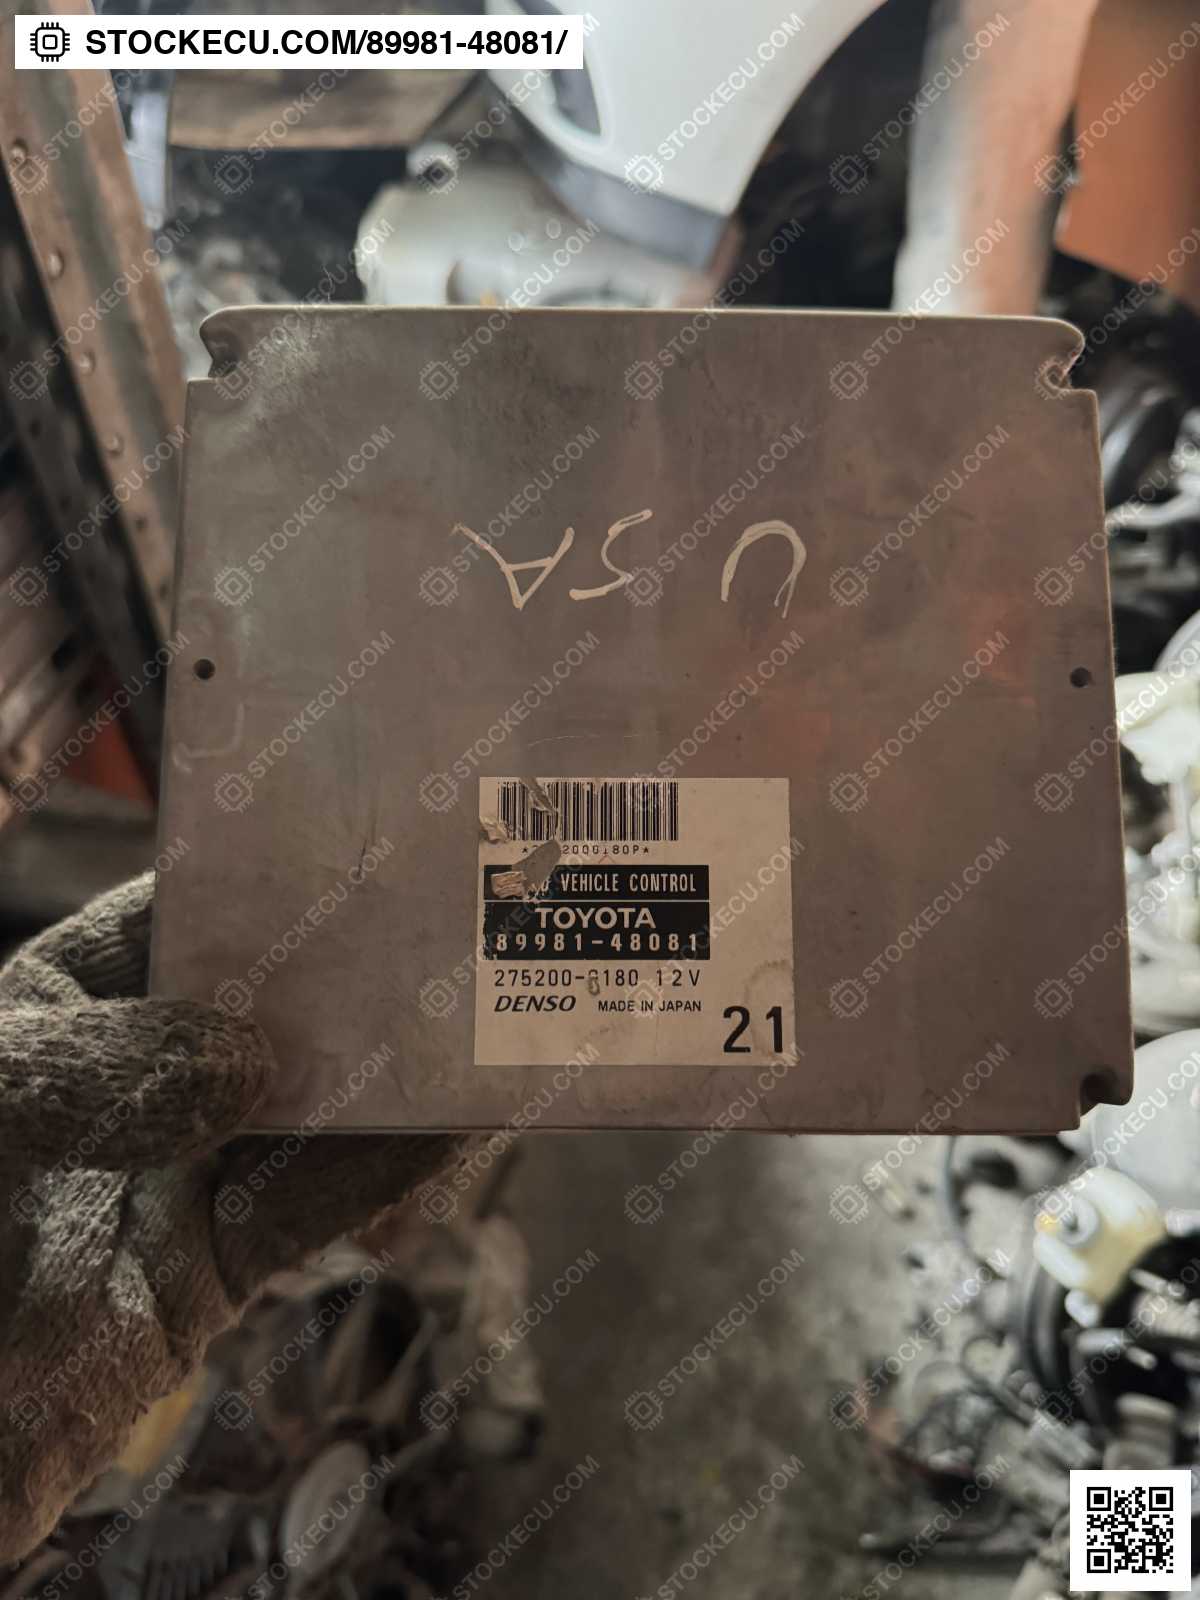 STOCKECU.COM/89981-48081/
USA
VEHICLE CONTROL
TOYOTA
89981-48081
275200-6180 12V
DENSO MADE IN JAPAN
21